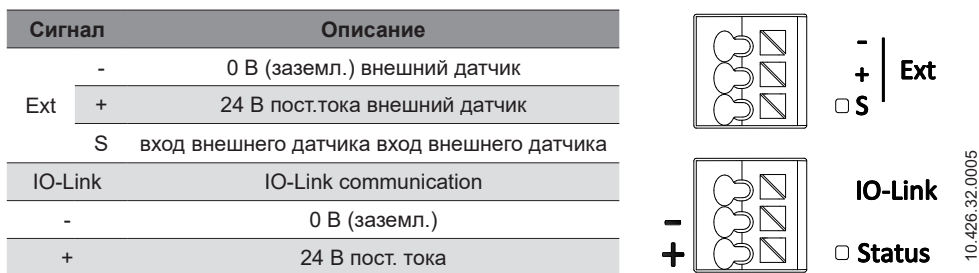 Сигнал Описание
- 0 В (заземл.) внешний датчик
Ext + 24 В пост.тока внешний датчик
S вход внешнего датчика вход внешнего датчика
IO-Link IO-Link communication
- 0 В (заземл.)
+ 24 В пост. тока
-
+ Ext
S
IO-Link
-
+ Status
10.426.32.0005